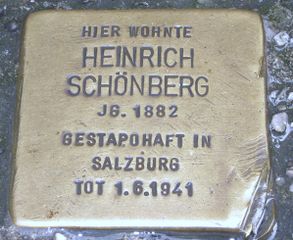 HIER WOHNTE
HEINRICH
SCHÖNBERG
JG. 1882
GESTAPOHAFT IN
SALZBURG
TOT 1.6.1941